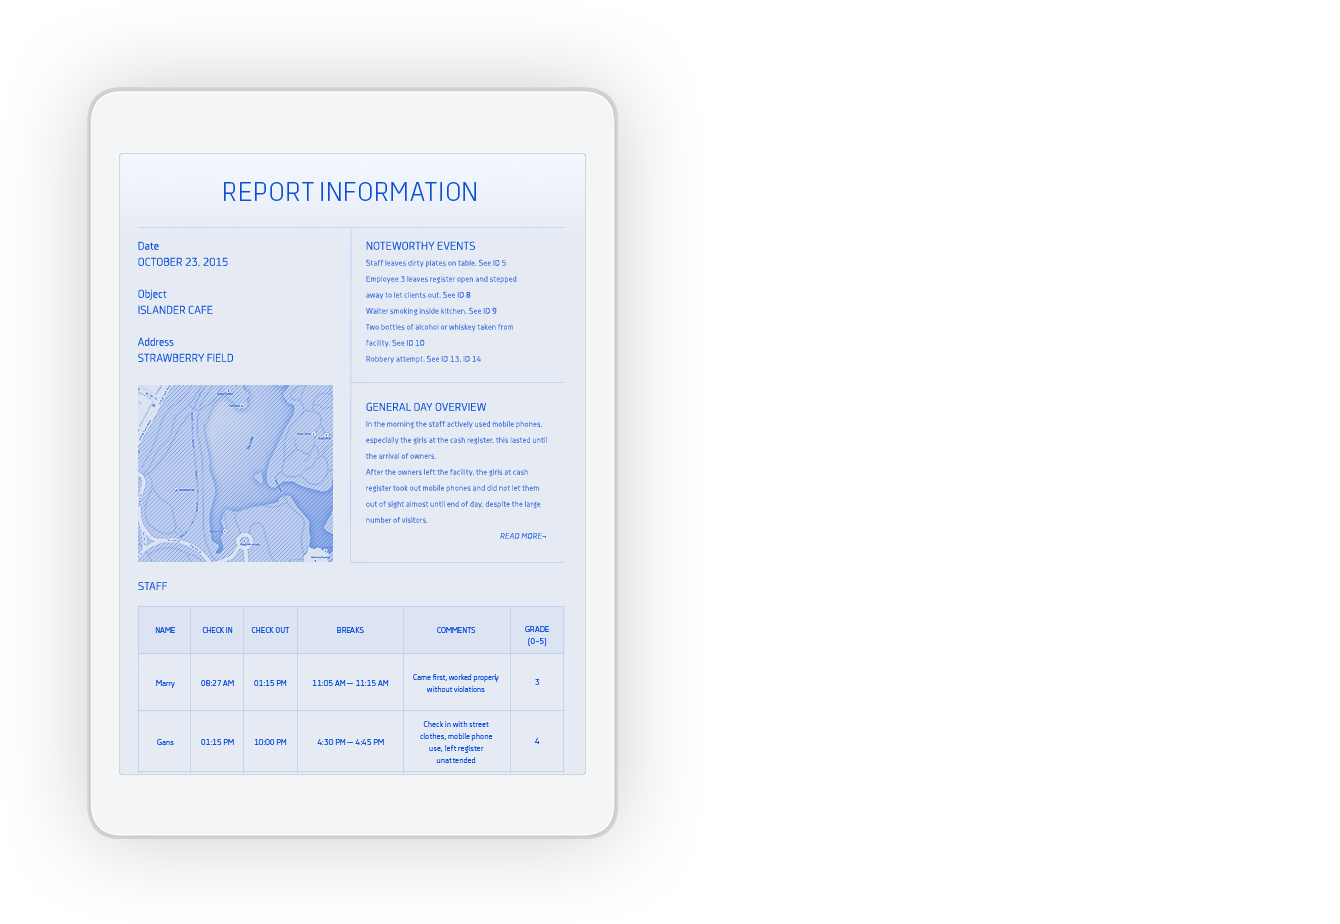 REPORT INFORMATION
Date
OCTOBER 23, 2015
Object
ISLANDER CAFE
Address
STRAWBERRY FIELD
NOTEWORTHY EVENTS
Staff leaves dirty plates on table. See ID 5
Employee 3 leaves register open and stepped
away to let clients out. See ID 8
Waiter smoking inside kitchen. See ID 9
Two bottles of alcohol or whiskey taken from
facility. See ID 10
Robbery attempt. See ID 13, ID 14
GENERAL DAY OVERVIEW
In the morning the staff actively used mobile phones,
especially the girls at the cash register, this lasted until
the arrival of owners.
After the owners left the facility, the girls at cash
register took out mobile phones and did not let them
out of sight almost until end of day, despite the large
number of visitors.
READ MORE→
STAFF
NAME CHECK IN CHECK OUT BREAKS COMMENTS GRADE
(0–5)
Marry 08:27 AM 01:15 PM 11:05 AM — 11:15 AM Came first, worked properly
without violations 3
Gans 01:15 PM 10:00 PM 4:30 PM — 4:45 PM Check in with street
clothes, mobile phone
use, left register
unattended 4